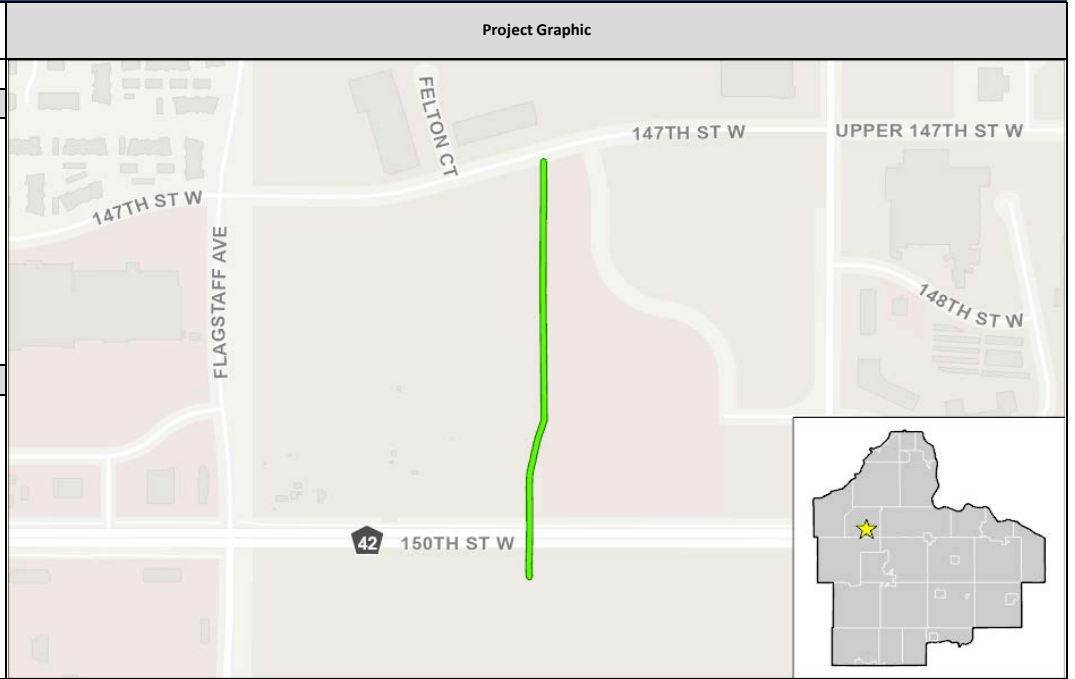 Project Graphic
FELTON CT
147TH ST W
UPPER 147TH ST W
147TH ST W
FLAGSTAFF AVE
148TH ST W
42
150TH ST W